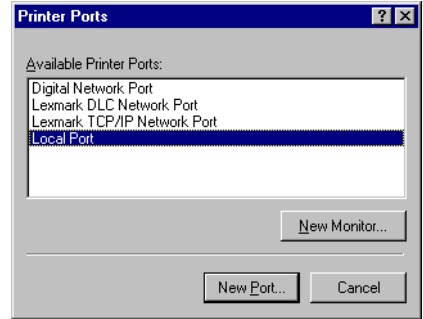 Printer Ports
Available Printer Ports:
Digital Network Port
Lexmark DLC Network Port
Lexmark TCP/IP Network Port
Local Port
New Monitor...
New Port...
Cancel